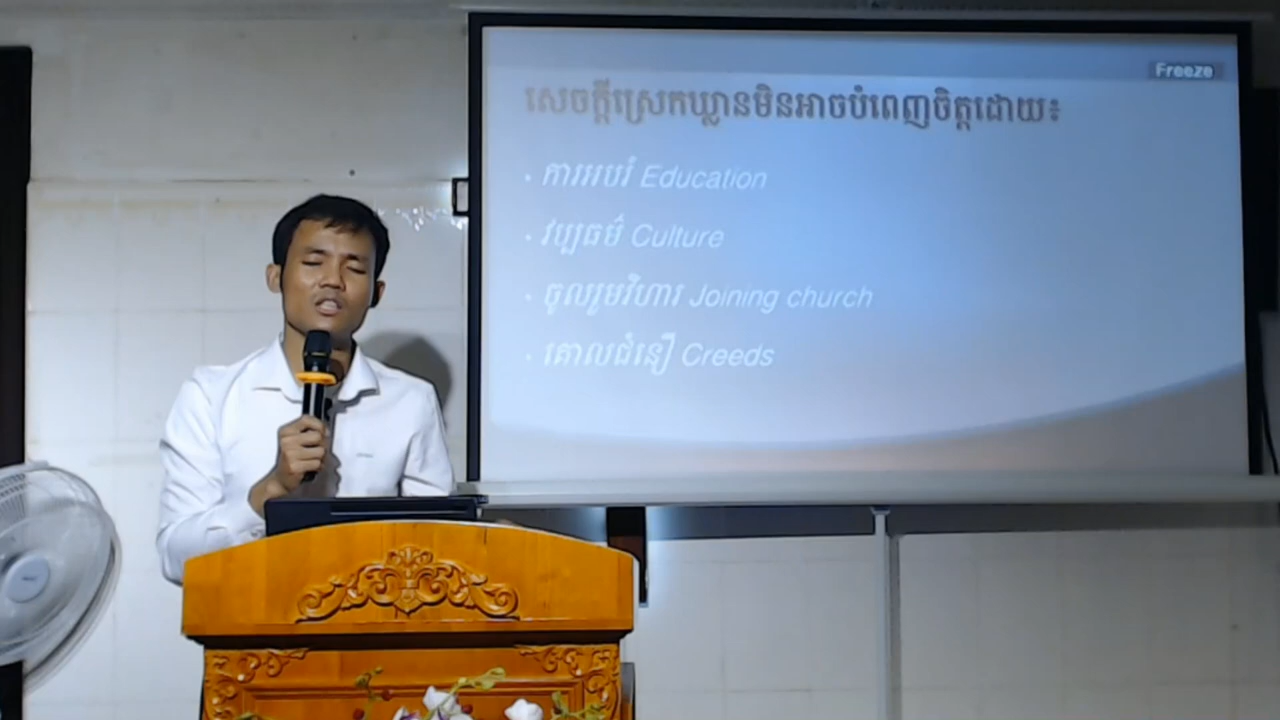 Freeze
សេចក្ដីស្រេកឃ្លានមិនអាចបំពេញចិត្តដោយ៖
• ការអប់រំ Education
• វប្បធម៌ Culture
• ចូលរួមវិហារ Joining church
• គោលជំនឿ Creeds